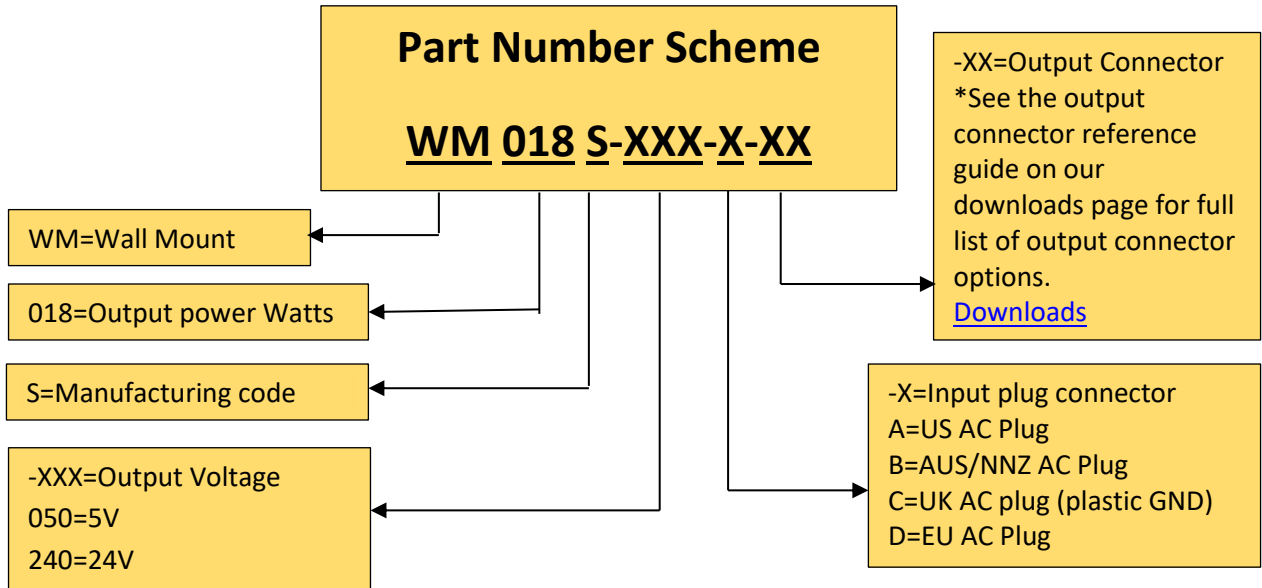 Part Number Scheme
WM 018 S-XXX-X-XX
WM=Wall Mount
018=Output power Watts
S=Manufacturing code
-XXX=Output Voltage
050=5V
240=24V
-XX=Output Connector
*See the output
connector reference
guide on our
downloads page for full
list of output connector
options.
Downloads
-X=Input plug connector
A=US AC Plug
B=AUS/NNZ AC Plug
C=UK AC plug (plastic GND)
D=EU AC Plug